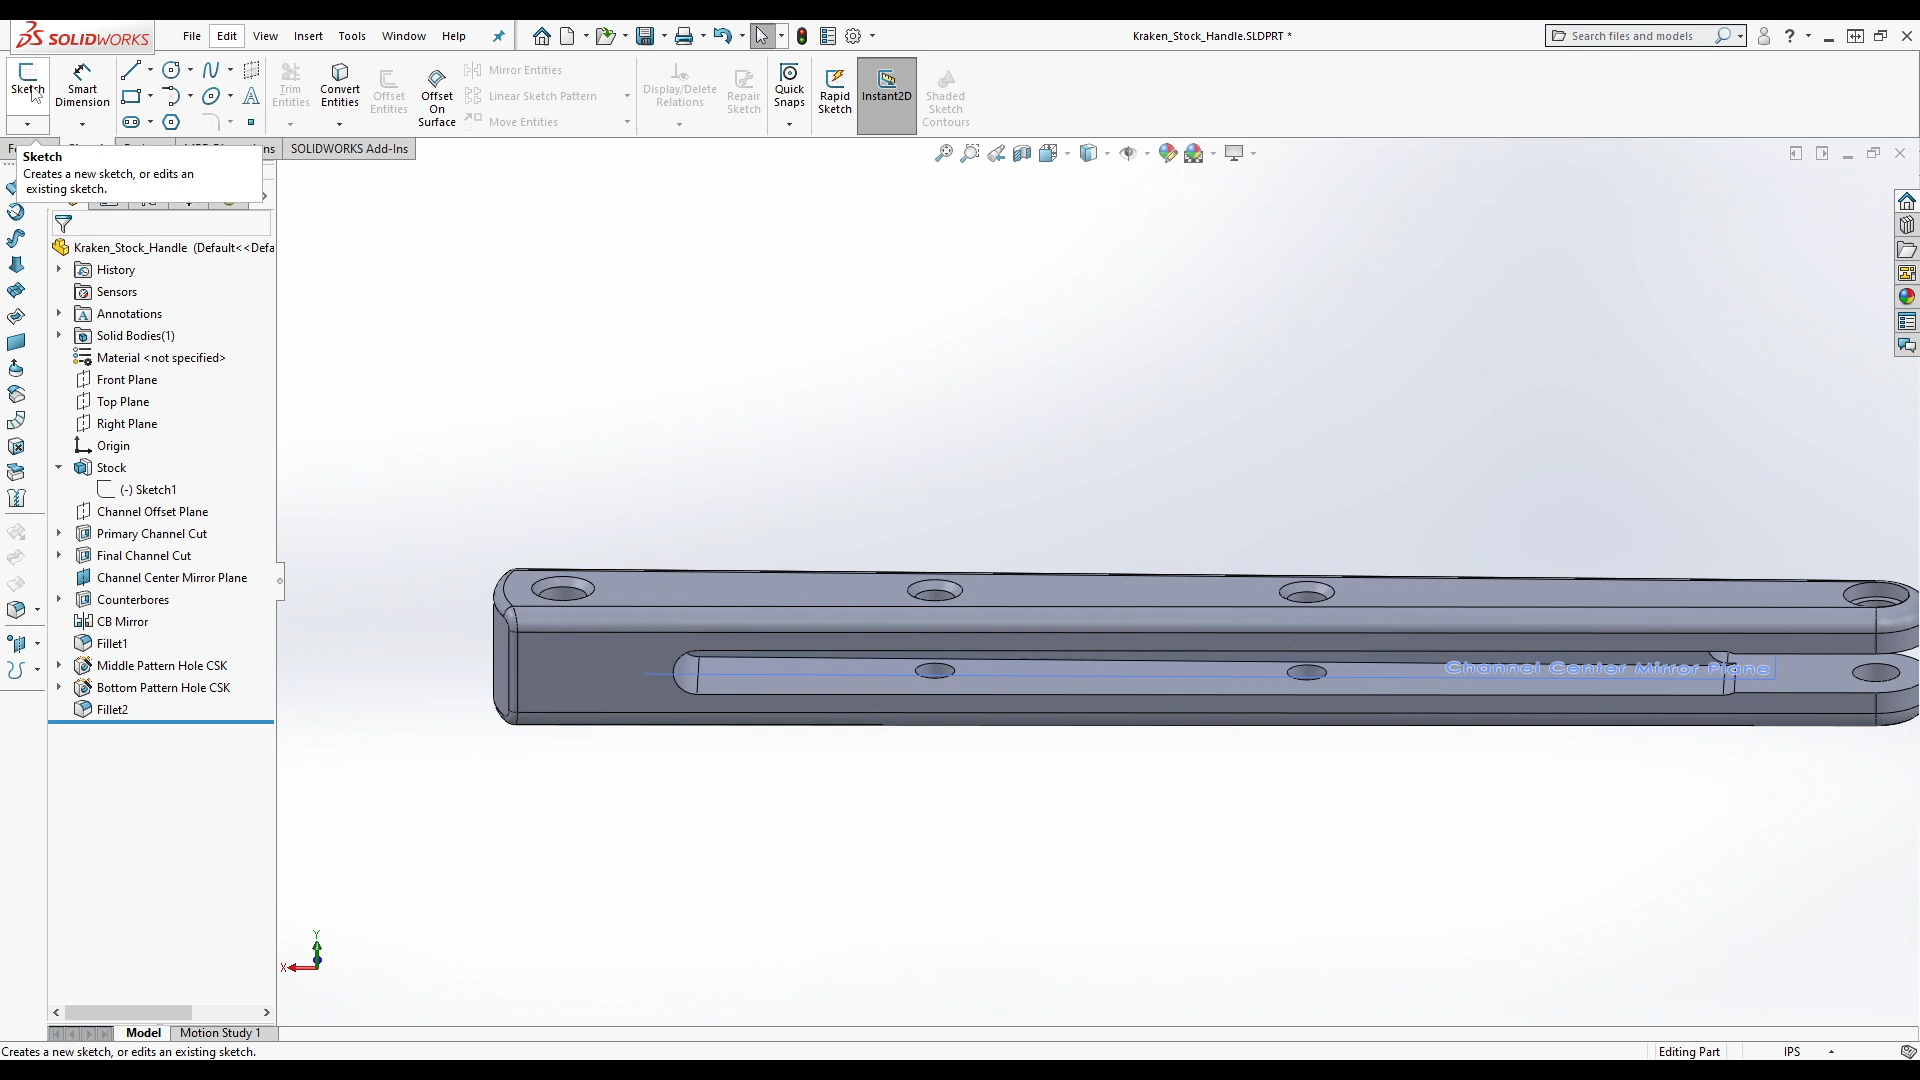 SOLIDWORKS
File Edit View Insert Tools Window Help
Kraken_Stock_Handle.SLDPRT *
Search files and models
?
Sketch
Smart Dimension
Trim Entities
Convert Entities
Offset Entities
Offset On Surface
Mirror Entities
Linear Sketch Pattern
Move Entities
Display/Delete Relations
Repair Sketch
Quick Snaps
Rapid Sketch
Instant2D
Shaded Sketch Contours
SOLIDWORKS Add-Ins
Sketch
Creates a new sketch, or edits an
existing sketch.
Kraken_Stock_Handle (Default<<Defa
History
Sensors
Annotations
Solid Bodies(1)
Material <not specified>
Front Plane
Top Plane
Right Plane
Origin
Stock
(-) Sketch1
Channel Offset Plane
Primary Channel Cut
Final Channel Cut
Channel Center Mirror Plane
Counterbores
CB Mirror
Fillet1
Middle Pattern Hole CSK
Bottom Pattern Hole CSK
Fillet2
Channel Center Mirror Plane
Y
X
Model
Motion Study 1
Creates a new sketch, or edits an existing sketch.
Editing Part
IPS